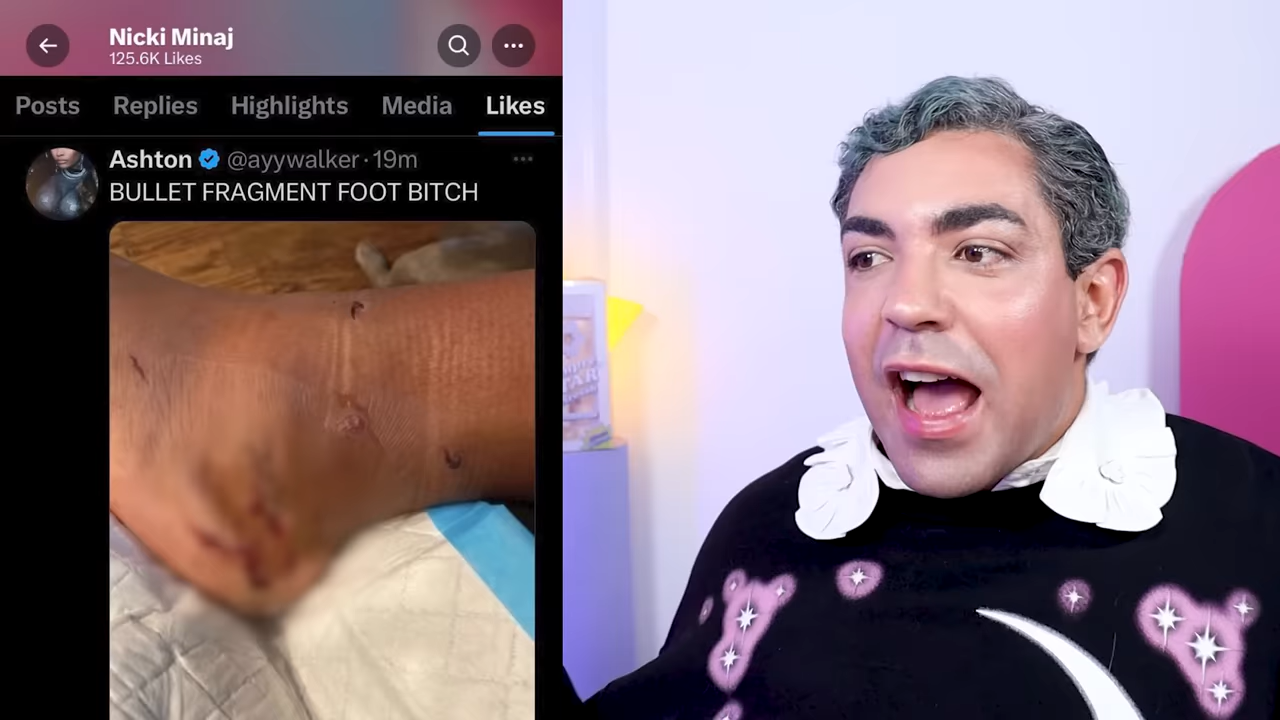 Nicki Minaj
125.6K Likes
Posts Replies Highlights Media Likes
Ashton @ayywalker · 19m
BULLET FRAGMENT FOOT BITCH